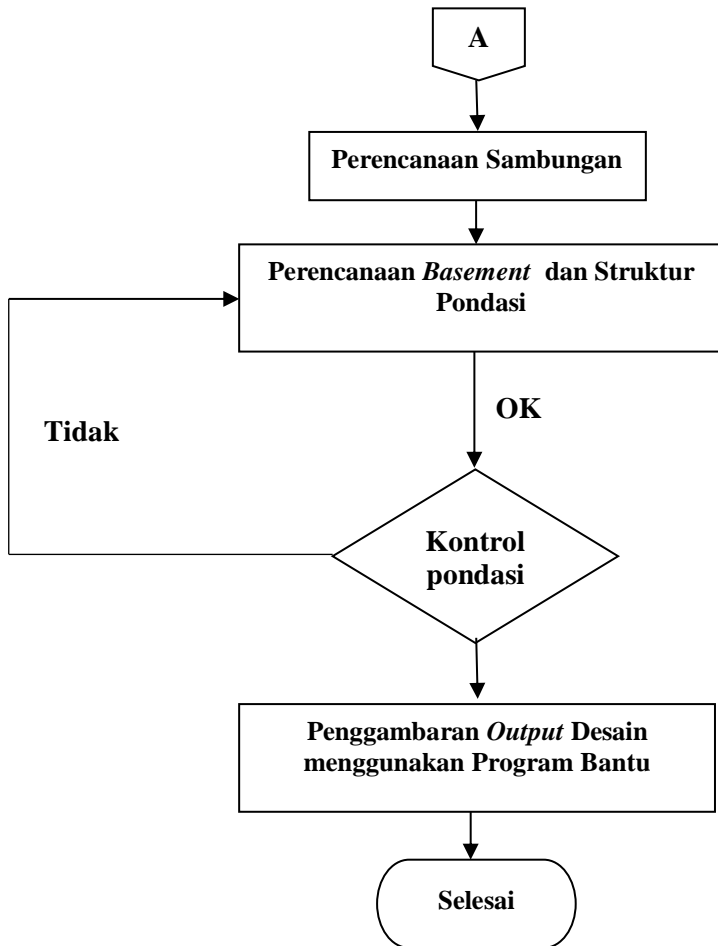 A
Perencanaan Sambungan
Perencanaan Basement dan Struktur
Pondasi
OK
Tidak
Kontrol
pondasi
Penggambaran Output Desain
menggunakan Program Bantu
Selesai